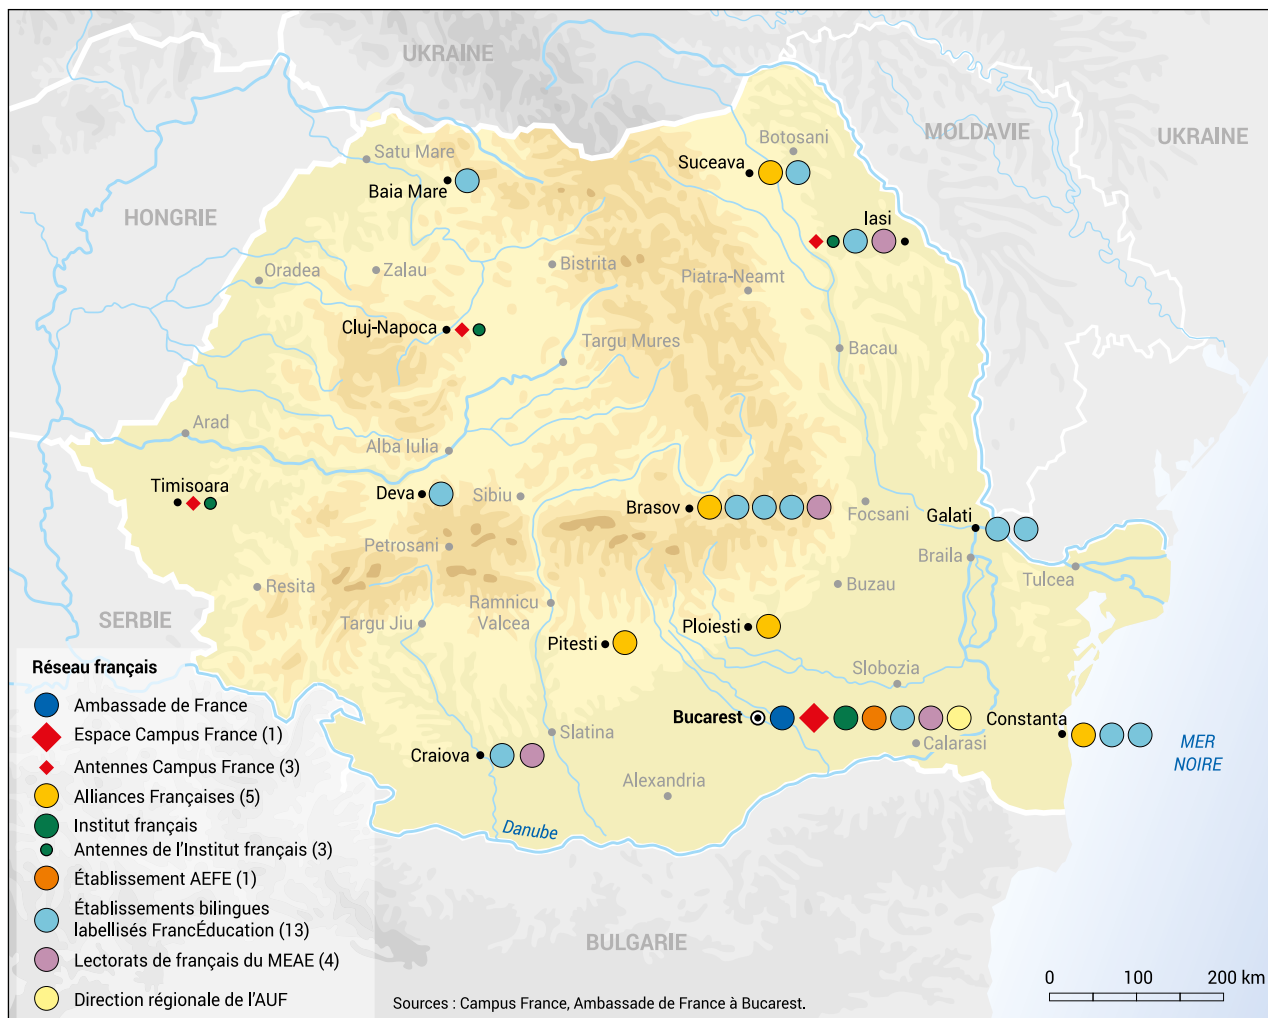 UKRAINE
MOLDAVIE
UKRAINE
HONGRIE
SERBIE
BULGARIE
MER
NOIRE
Danube
Botosani
Satu Mare
Suceava
Baia Mare
Iasi
Oradea
Zalau
Bistrita
Piatra-Neamt
Cluj-Napoca
Targu Mures
Bacau
Arad
Alba Iulia
Timisoara
Deva
Sibiu
Brasov
Focsani
Galati
Petrosani
Braila
Tulcea
Resita
Buzau
Ramnicu
Valcea
Targu Jiu
Ploiesti
Pitesti
Slobozia
Bucarest
Constanta
Slatina
Calarasi
Craiova
Alexandria
Réseau français
Ambassade de France
Espace Campus France (1)
Antennes Campus France (3)
Alliances Françaises (5)
Institut français
Antennes de l'Institut français (3)
Établissement AEFE (1)
Établissements bilingues
labellisés FrancÉducation (13)
Lectorats de français du MEAE (4)
Direction régionale de l'AUF
Sources : Campus France, Ambassade de France à Bucarest.
0 100 200 km